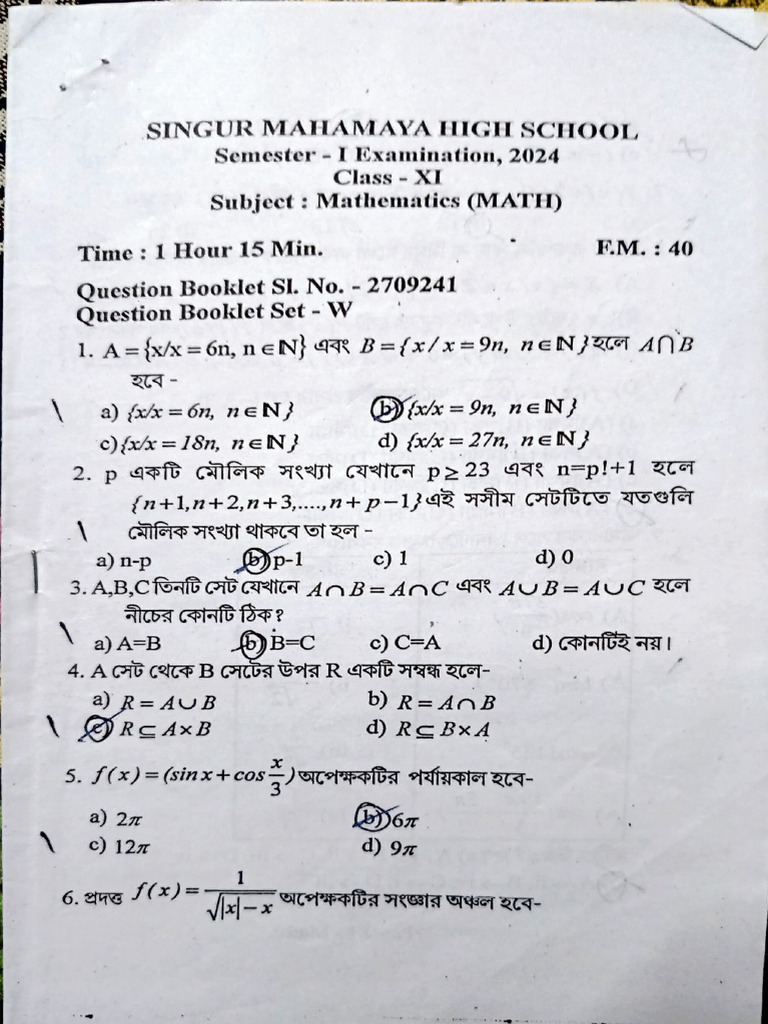 SINGUR MAHAMAYA HIGH SCHOOL
Semester - I Examination, 2024
Class - XI
Subject : Mathematics (MATH)
Time : 1 Hour 15 Min. F.M. : 40
Question Booklet Sl. No. - 2709241
Question Booklet Set - W
1. A = {x/x = 6n, n ∈ ℕ} এবং B = {x / x = 9n, n ∈ ℕ} হলে A ∩ B
হবে -
a) {x/x = 6n, n ∈ ℕ} b) {x/x = 9n, n ∈ ℕ}
c) {x/x = 18n, n ∈ ℕ} d) {x/x = 27n, n ∈ ℕ}
2. p একটি মৌলিক সংখ্যা যেখানে p ≥ 23 এবং n=p!+1 হলে
{n+1, n+2, n+3,...., n+p−1} এই সসীম সেটটিতে যতগুলি
মৌলিক সংখ্যা থাকবে তা হল -
a) n-p b) p-1 c) 1 d) 0
3. A,B,C তিনটি সেট যেখানে A ∩ B = A ∩ C এবং A ∪ B = A ∪ C হলে
নীচের কোনটি ঠিক?
a) A=B b) B=C c) C=A d) কোনটিই নয়।
4. A সেট থেকে B সেটের উপর R একটি সম্বন্ধ হলে-
a) R = A ∪ B b) R = A ∩ B
c) R ⊆ A×B d) R ⊆ B×A
5. f(x) = (sin x + cos x/3) অপেক্ষকটির পর্যায়কাল হবে-
a) 2π b) 6π
c) 12π d) 9π
6. প্রদত্ত f(x) = 1/√(|x| − x) অপেক্ষকটির সংজ্ঞার অঞ্চল হবে-